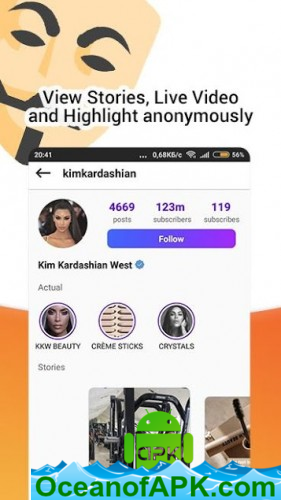 View Stories, Live Video
and Highlight anonymously
20:41 ... 0,68КБ/с 56%
kimkardashian
4669 123m 119
posts subscribers subscribes
Follow
Kim Kardashian West
Actual
KKW BEAUTY CRÈME STICKS CRYSTALS
Stories
APK
OceanofAPK.com